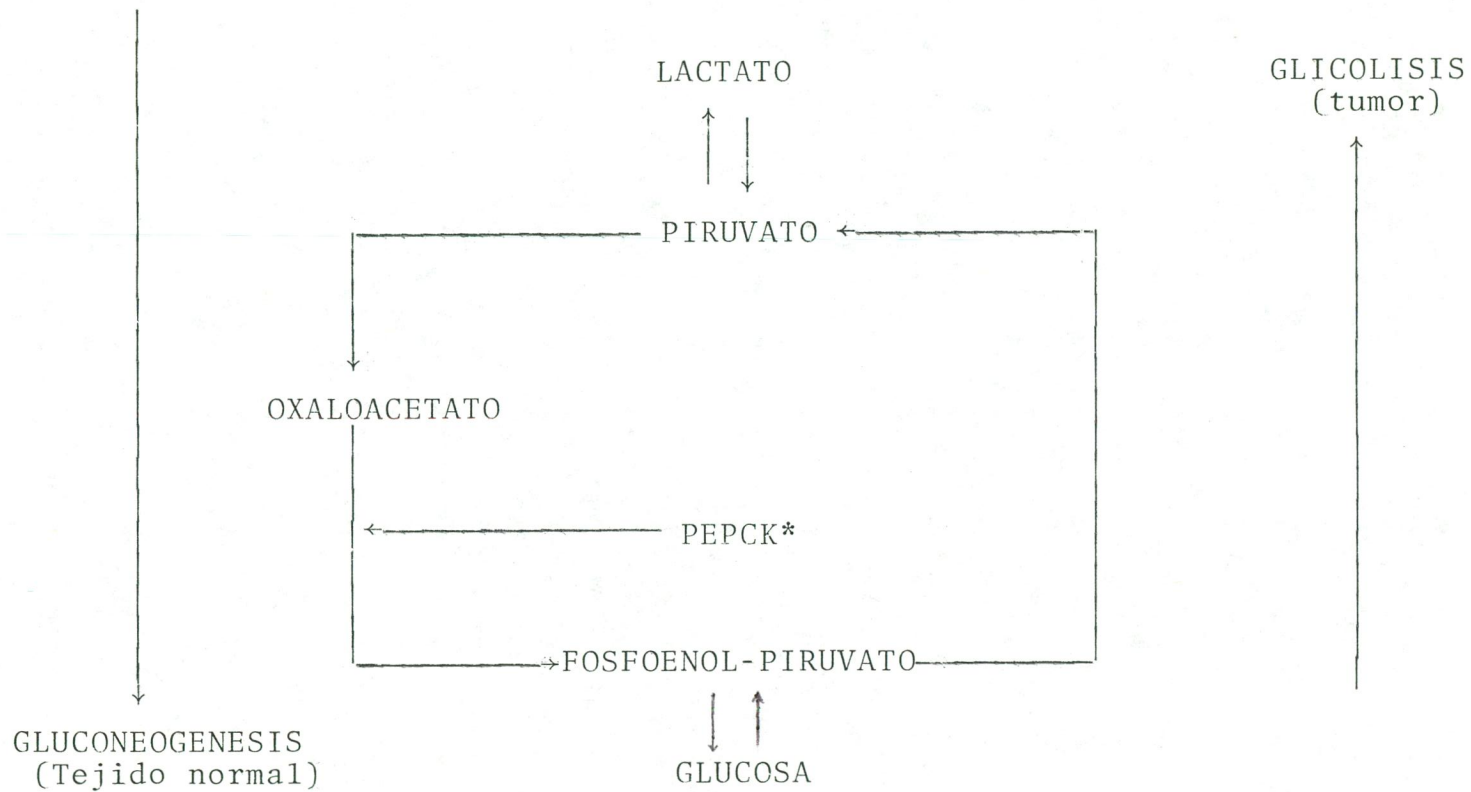 LACTATO
GLICOLISIS
(tumor)
PIRUVATO
OXALOACETATO
PEPCK*
FOSFOENOL-PIRUVATO
GLUCONEOGENESIS
(Tejido normal)
GLUCOSA